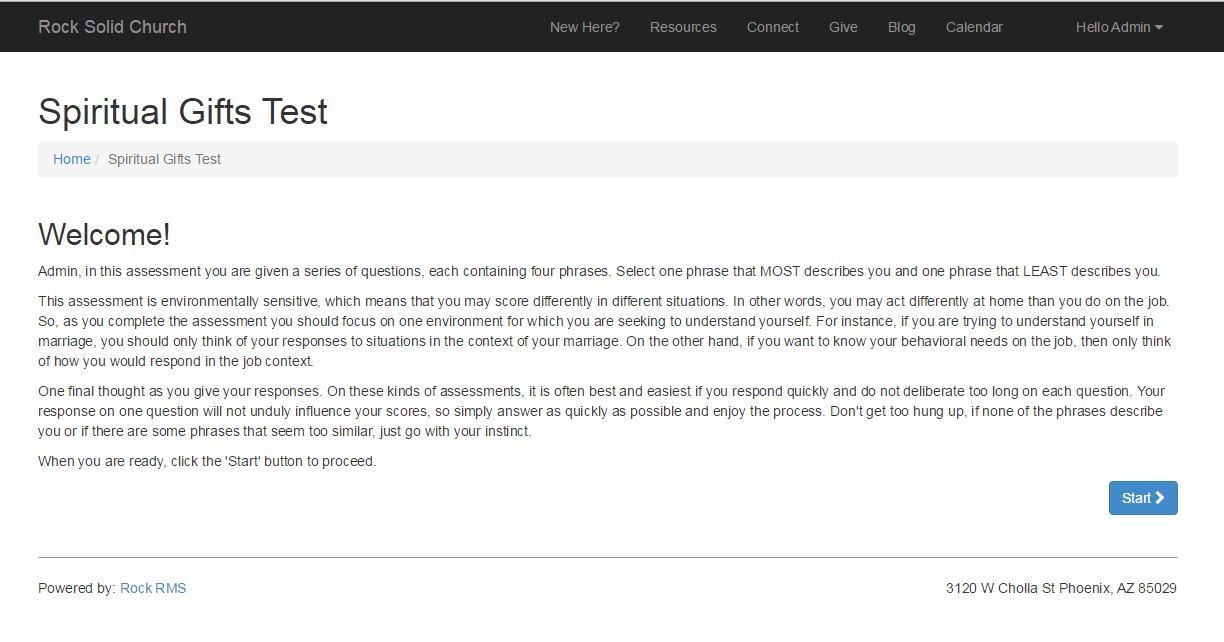 Rock Solid Church New Here? Resources Connect Give Blog Calendar Hello Admin
Spiritual Gifts Test
Home / Spiritual Gifts Test
Welcome!
Admin, in this assessment you are given a series of questions, each containing four phrases. Select one phrase that MOST describes you and one phrase that LEAST describes you.
This assessment is environmentally sensitive, which means that you may score differently in different situations. In other words, you may act differently at home than you do on the job.
So, as you complete the assessment you should focus on one environment for which you are seeking to understand yourself. For instance, if you are trying to understand yourself in
marriage, you should only think of your responses to situations in the context of your marriage. On the other hand, if you want to know your behavioral needs on the job, then only think
of how you would respond in the job context.
One final thought as you give your responses. On these kinds of assessments, it is often best and easiest if you respond quickly and do not deliberate too long on each question. Your
response on one question will not unduly influence your scores, so simply answer as quickly as possible and enjoy the process. Don't get too hung up, if none of the phrases describe
you or if there are some phrases that seem too similar, just go with your instinct.
When you are ready, click the 'Start' button to proceed.
Start
Powered by: Rock RMS 3120 W Cholla St Phoenix, AZ 85029